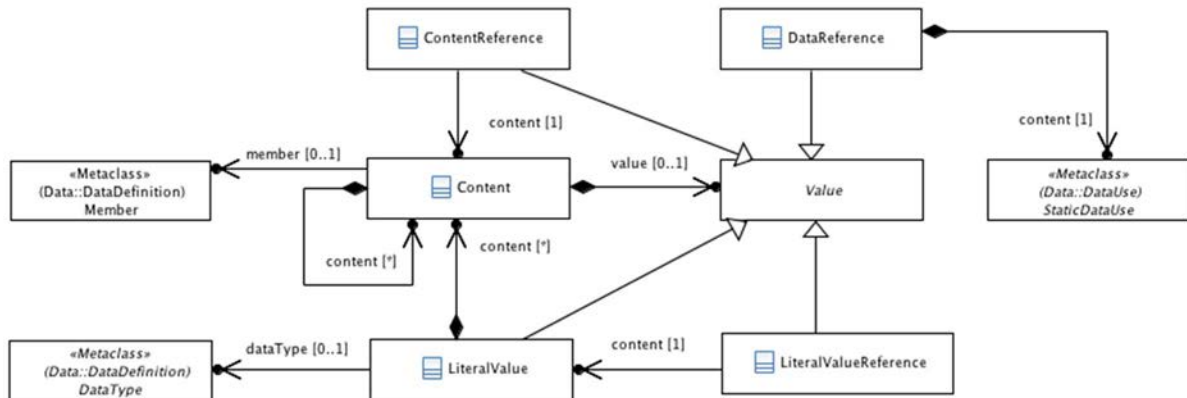 ContentReference
DataReference
content [1]
content [1]
member [0..1]
value [0..1]
«Metaclass»
(Data::DataDefinition)
Member
Content
Value
«Metaclass»
(Data::DataUse)
StaticDataUse
content [*]
content [*]
dataType [0..1]
content [1]
«Metaclass»
(Data::DataDefinition)
DataType
LiteralValue
LiteralValueReference